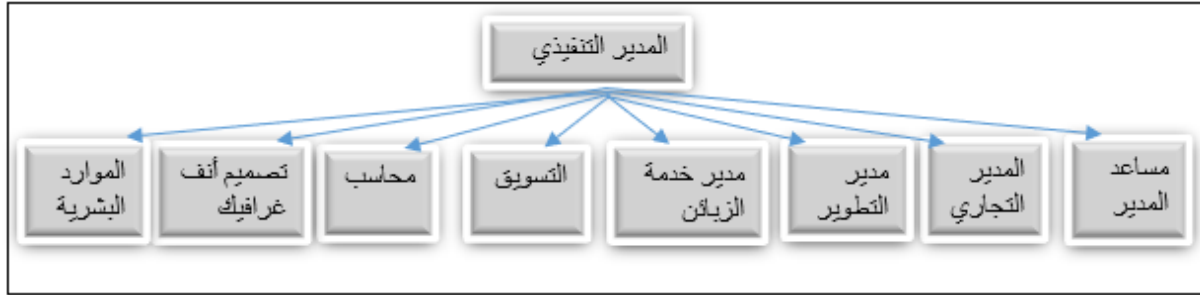 المدير التنفيذي
مساعد
المدير
المدير
التجاري
مدير
التطوير
مدير خدمة
الزبائن
التسويق
محاسب
تصميم أنف
غرافيك
الموارد
البشرية